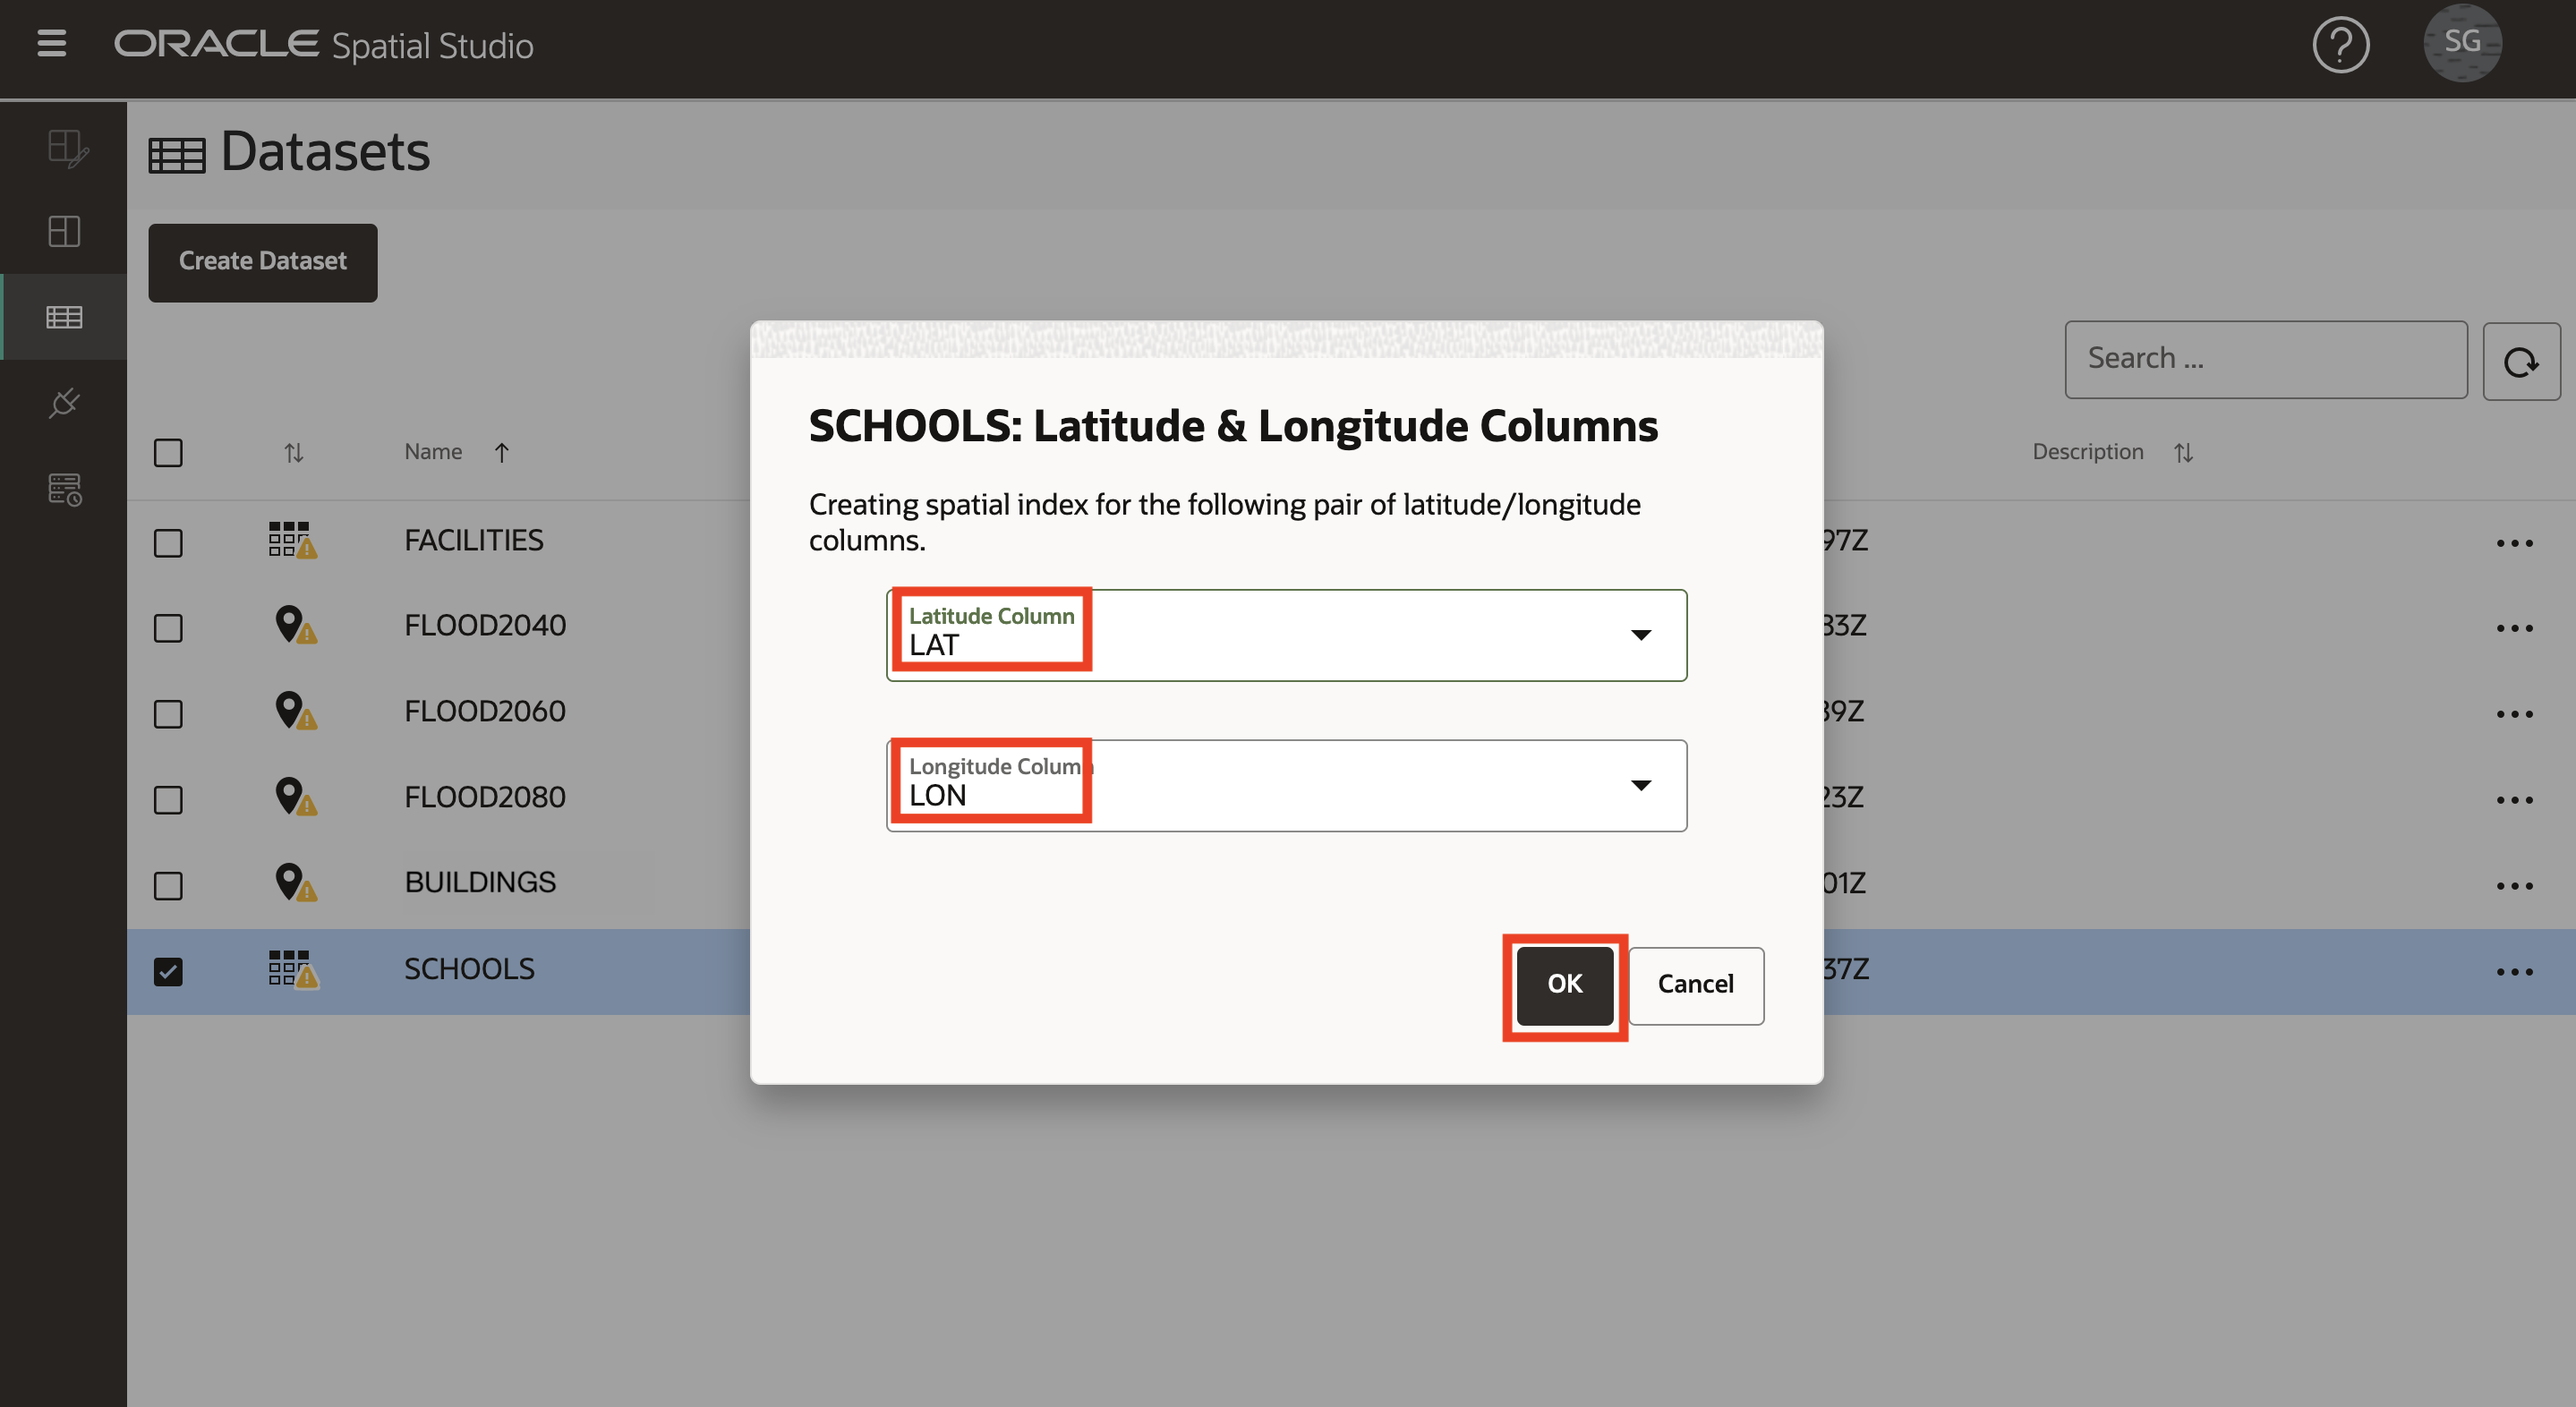 ORACLE Spatial Studio
SG
Datasets
Create Dataset
Search ...
Name
Description
FACILITIES
97Z
FLOOD2040
33Z
FLOOD2060
39Z
FLOOD2080
23Z
BUILDINGS
01Z
SCHOOLS
37Z
SCHOOLS: Latitude & Longitude Columns
Creating spatial index for the following pair of latitude/longitude
columns.
Latitude Column
LAT
Longitude Column
LON
OK
Cancel